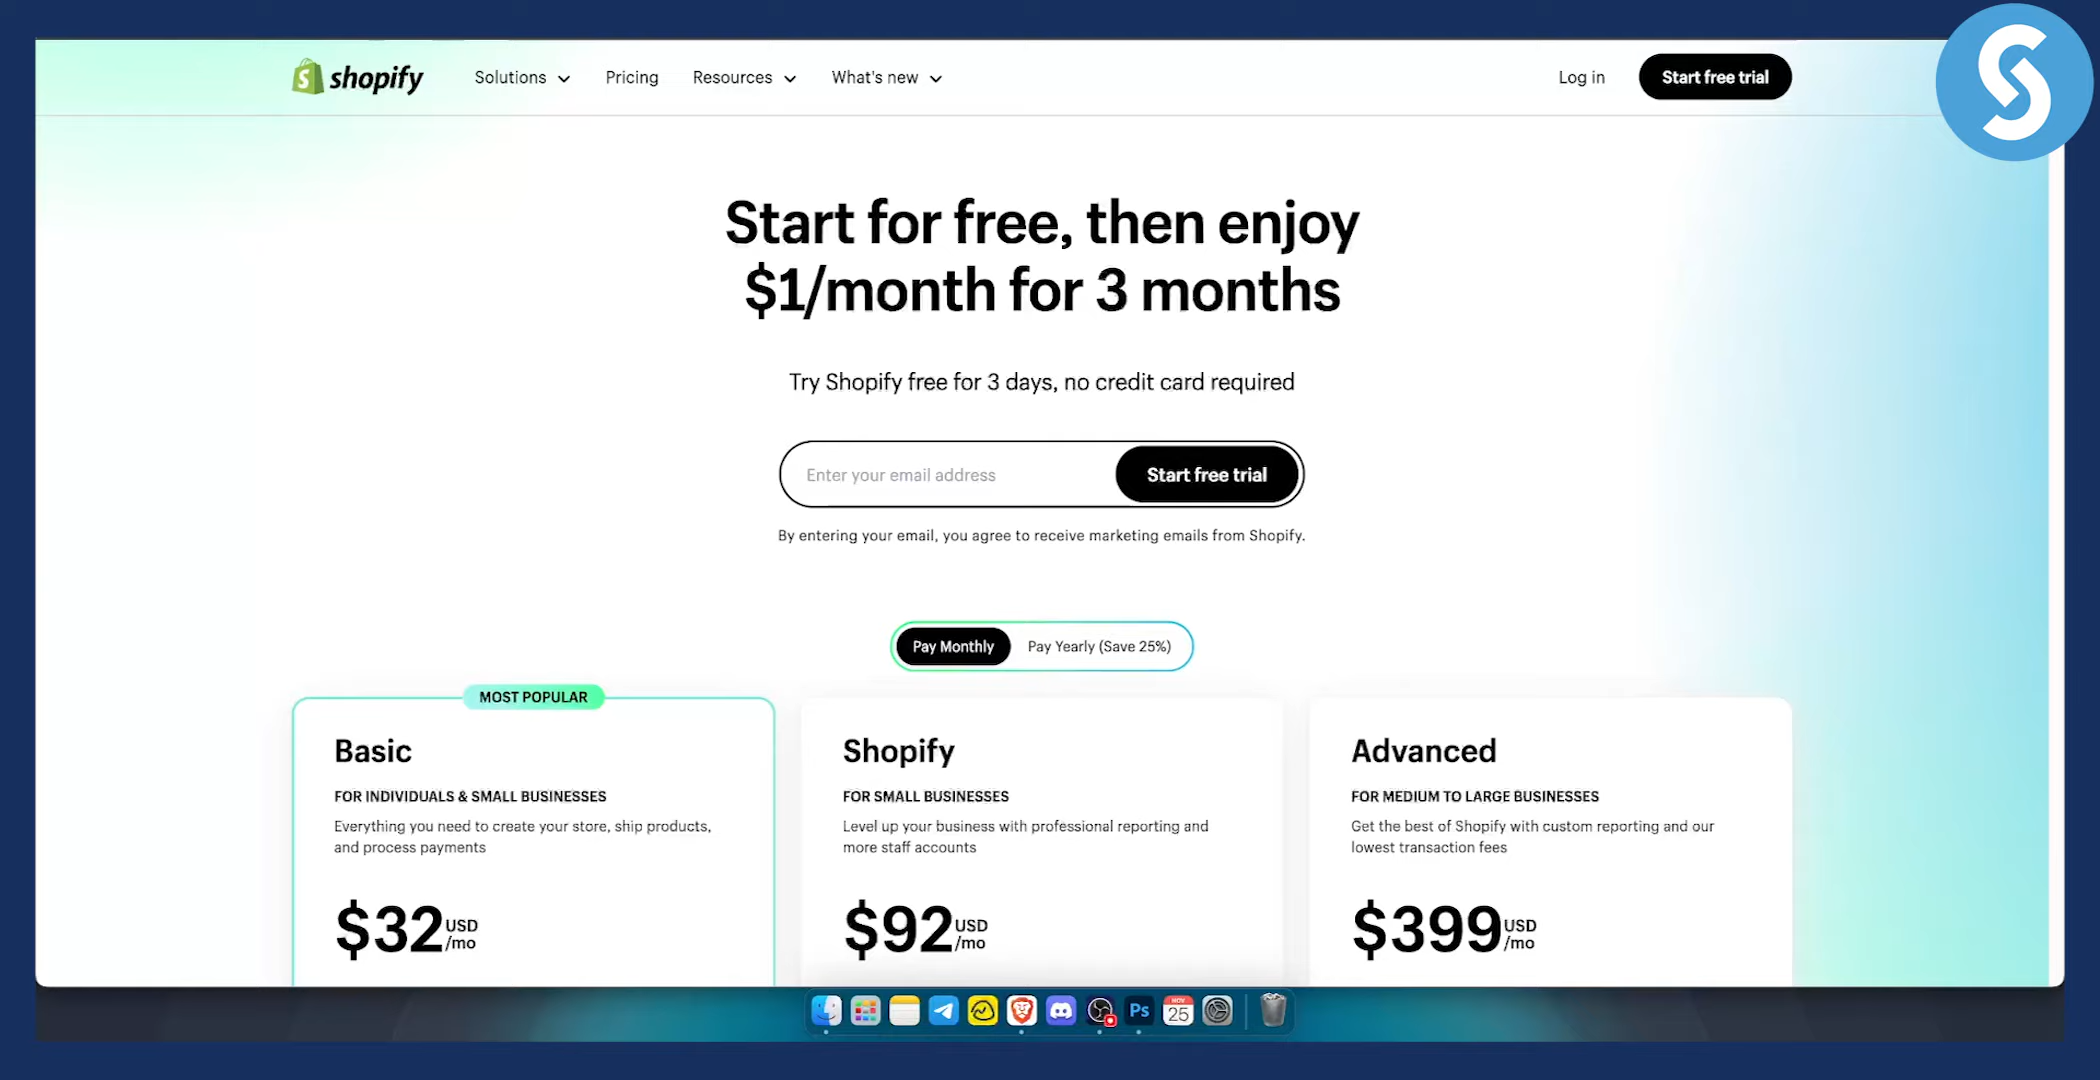 shopify
Solutions
Pricing
Resources
What's new
Log in
Start free trial
Start for free, then enjoy
$1/month for 3 months
Try Shopify free for 3 days, no credit card required
Enter your email address
Start free trial
By entering your email, you agree to receive marketing emails from Shopify.
Pay Monthly
Pay Yearly (Save 25%)
MOST POPULAR
Basic
FOR INDIVIDUALS & SMALL BUSINESSES
Everything you need to create your store, ship products,
and process payments
$32 USD
/mo
Shopify
FOR SMALL BUSINESSES
Level up your business with professional reporting and
more staff accounts
$92 USD
/mo
Advanced
FOR MEDIUM TO LARGE BUSINESSES
Get the best of Shopify with custom reporting and our
lowest transaction fees
$399 USD
/mo
Ps
NOV
25